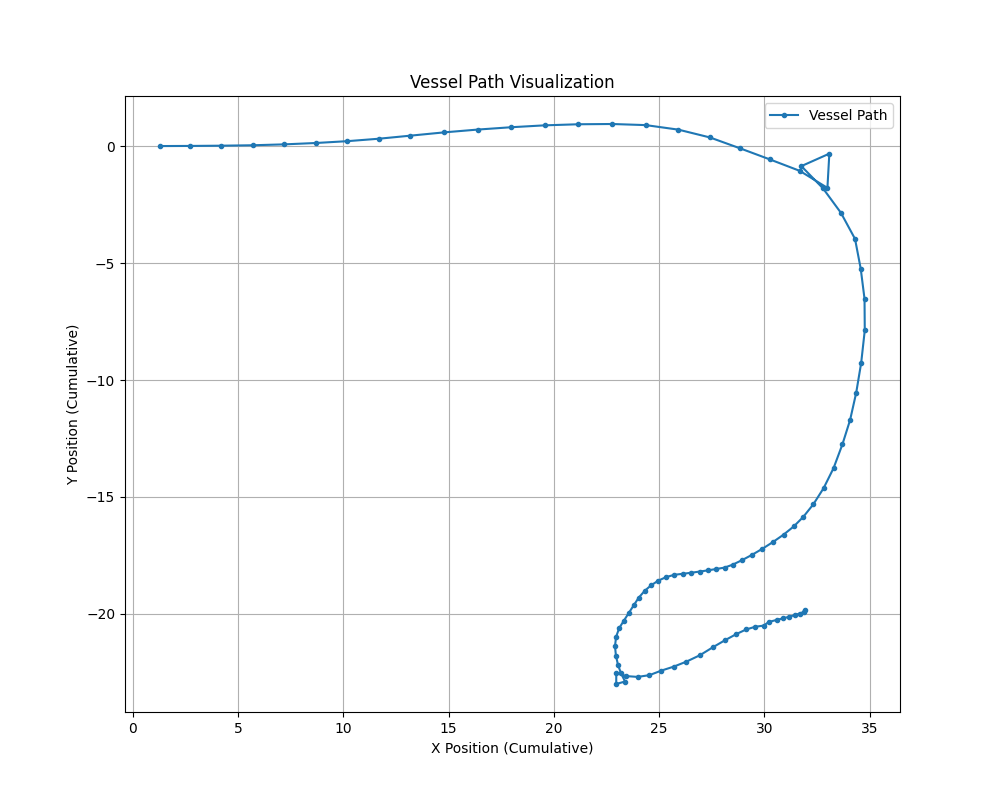 Vessel Path Visualization
Vessel Path
Y Position (Cumulative)
0
−5
−10
−15
−20
0 5 10 15 20 25 30 35
X Position (Cumulative)